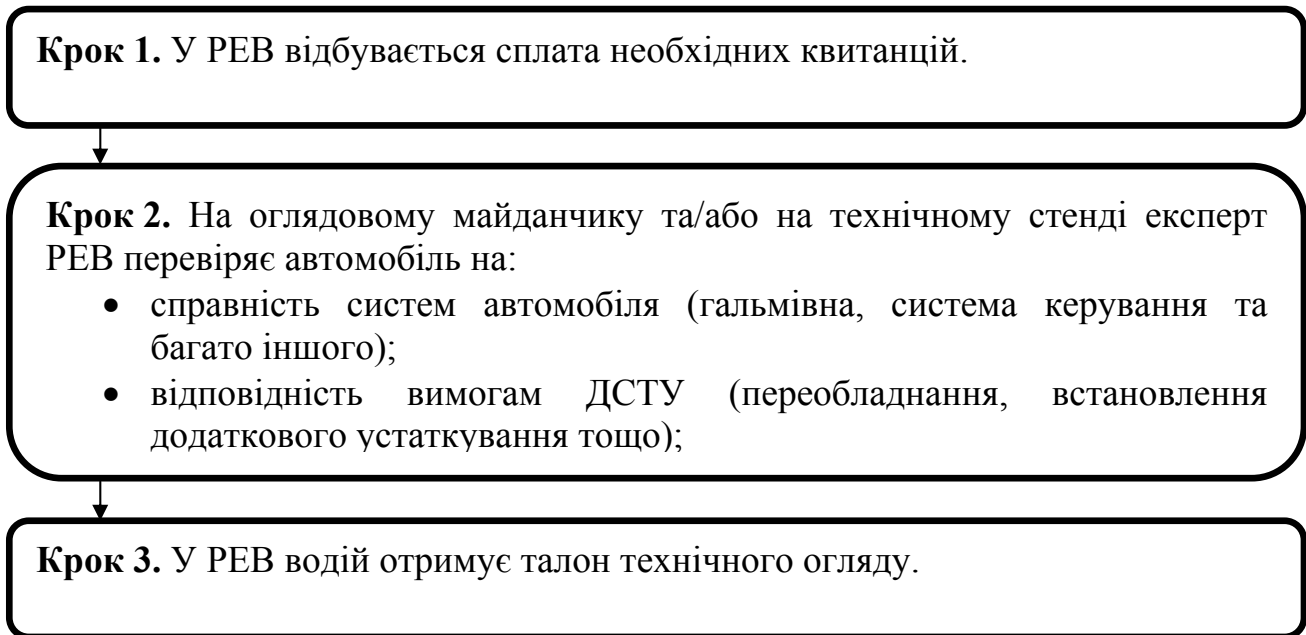 Крок 1. У РЕВ відбувається сплата необхідних квитанцій.
Крок 2. На оглядовому майданчику та/або на технічному стенді експерт
РЕВ перевіряє автомобіль на:
• справність систем автомобіля (гальмівна, система керування та
багато іншого);
• відповідність вимогам ДСТУ (переобладнання, встановлення
додаткового устаткування тощо);
Крок 3. У РЕВ водій отримує талон технічного огляду.